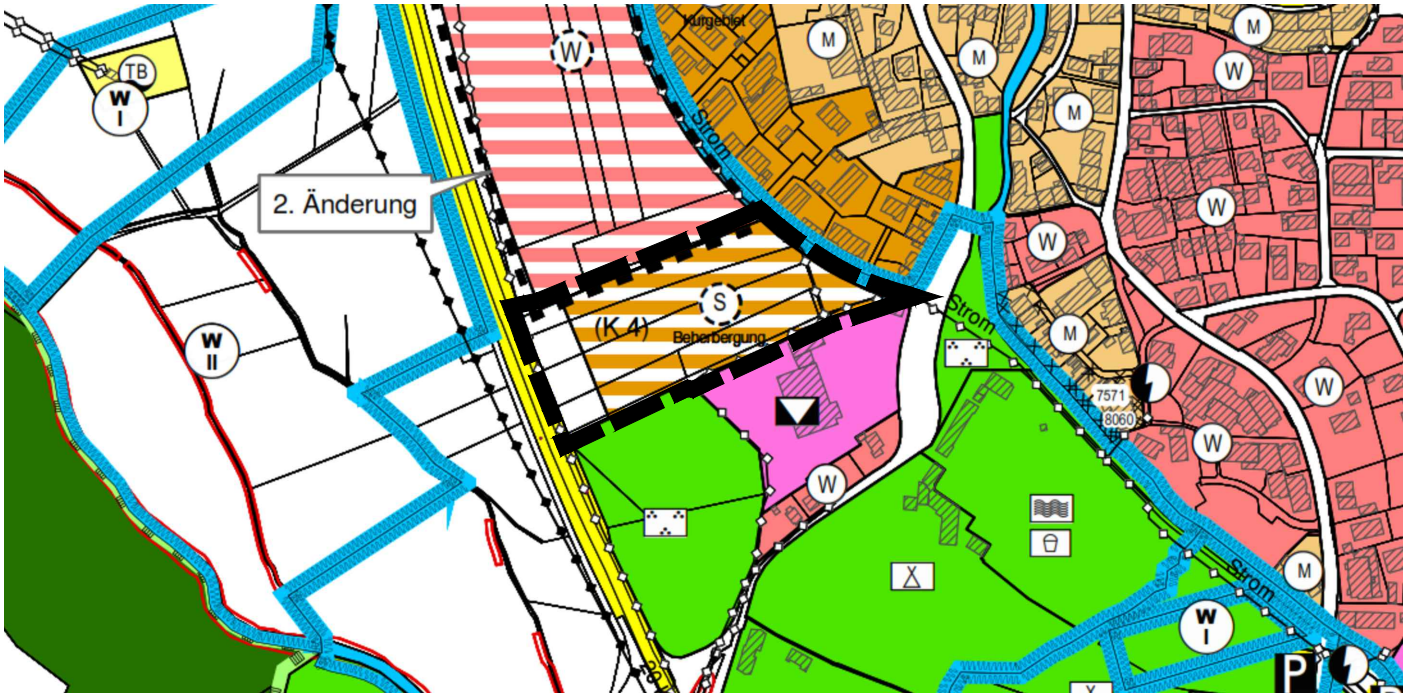 Kurgebiet
M
M
W
W
TB
W
I
Strom
M
2. Änderung
W
W
S
(K 4)
Beherbergung
Strom
M
W
II
7571
8060
W
W
W
Strom
M
W
I
P